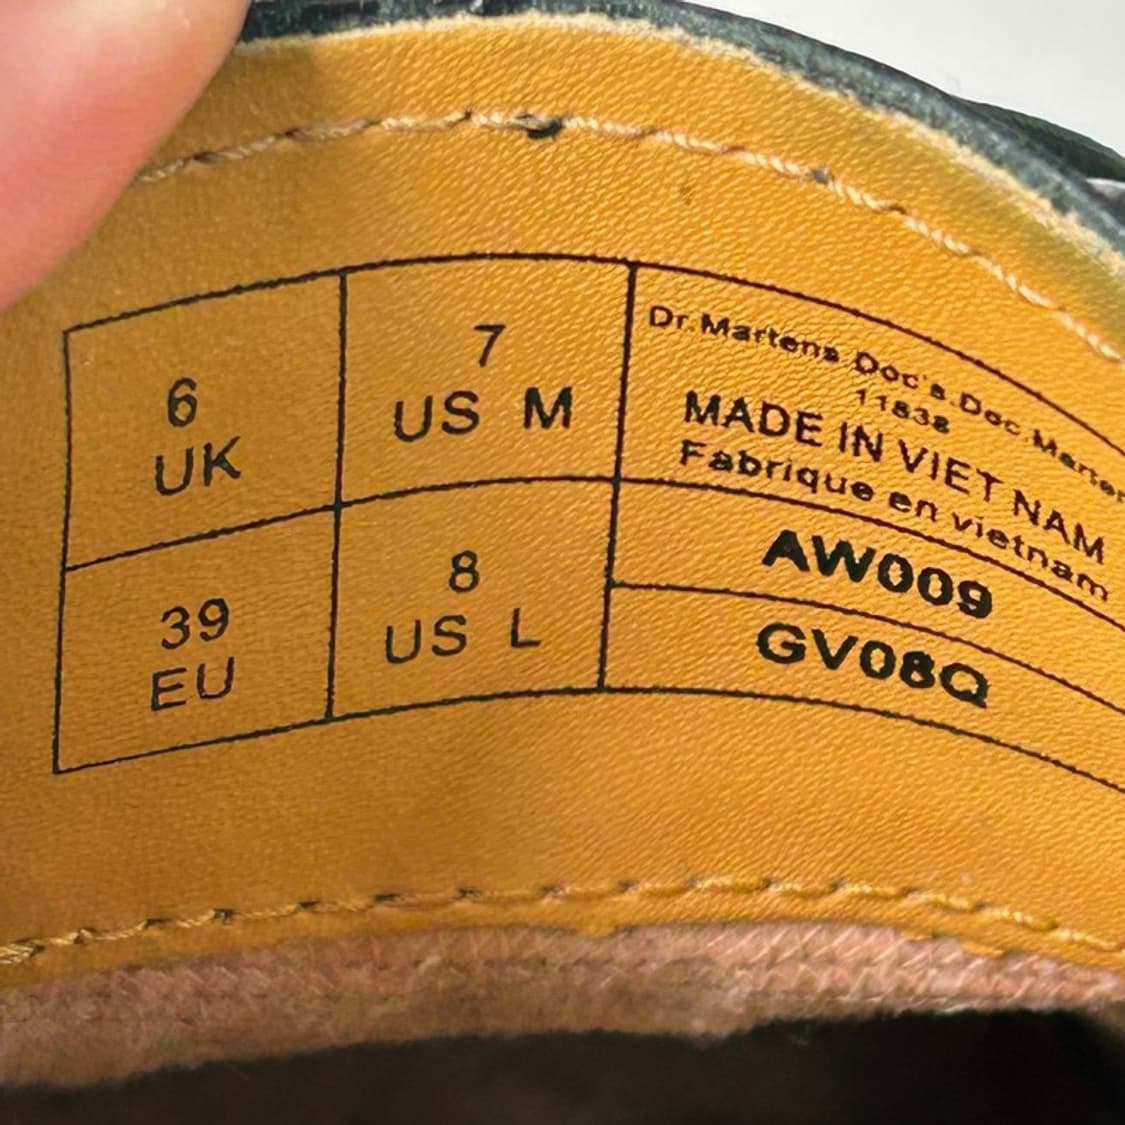 6
UK
7
US M
39
EU
8
US L
Dr.Martens.Doc's.Doc.Marten
11838
MADE IN VIET NAM
Fabrique en vietnam
AW009
GV08Q